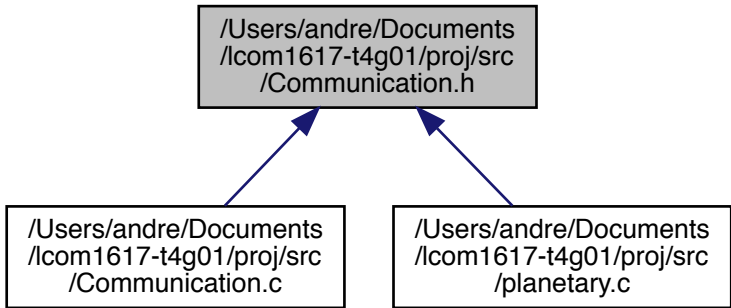 /Users/andre/Documents
/lcom1617-t4g01/proj/src
/Communication.h
/Users/andre/Documents
/lcom1617-t4g01/proj/src
/Communication.c
/Users/andre/Documents
/lcom1617-t4g01/proj/src
/planetary.c